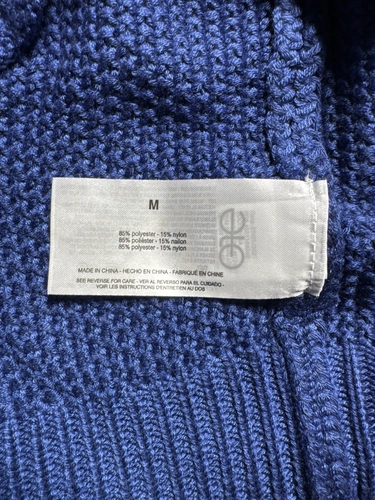 M
85% polyester - 15% nylon
85% poliéster - 15% nailon
85% polyester - 15% nylon
MADE IN CHINA - HECHO EN CHINA - FABRIQUÉ EN CHINE
SEE REVERSE FOR CARE - VER AL REVERSO PARA EL CUIDADO -
VOIR LES INSTRUCTIONS D'ENTRETIEN AU DOS